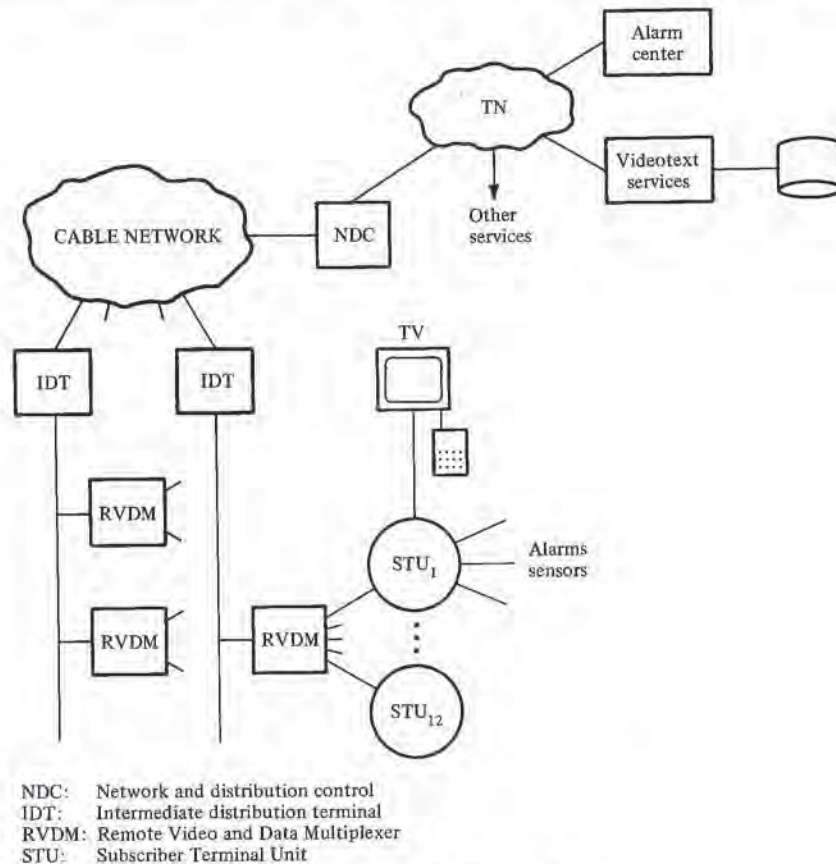 Alarm
center
TN
Videotext
services
Other
services
CABLE NETWORK
NDC
TV
IDT
IDT
RVDM
STU1
Alarms
sensors
RVDM
RVDM
STU12
NDC: Network and distribution control
IDT: Intermediate distribution terminal
RVDM: Remote Video and Data Multiplexer
STU: Subscriber Terminal Unit